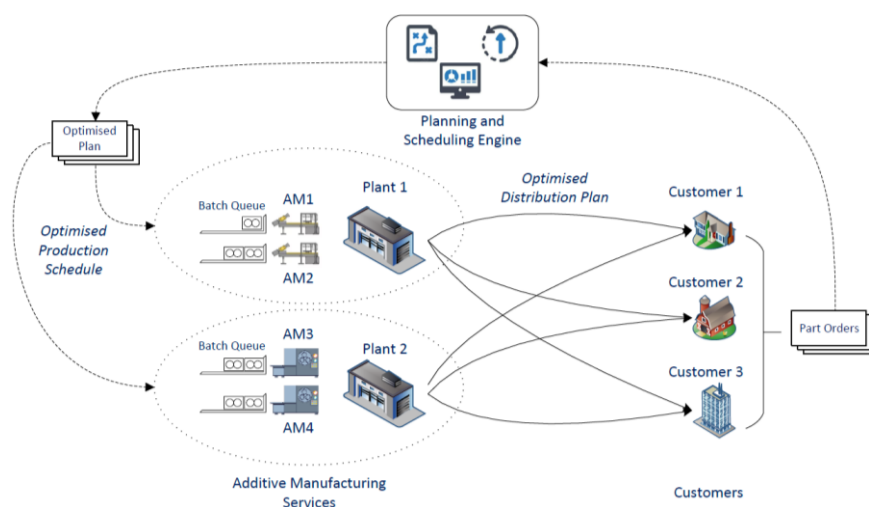 Planning and
Scheduling Engine
Optimised
Plan
Optimised
Production
Schedule
Batch Queue
AM1
Plant 1
AM2
Optimised
Distribution Plan
Customer 1
Customer 2
Customer 3
Part Orders
Batch Queue
AM3
Plant 2
AM4
Additive Manufacturing
Services
Customers